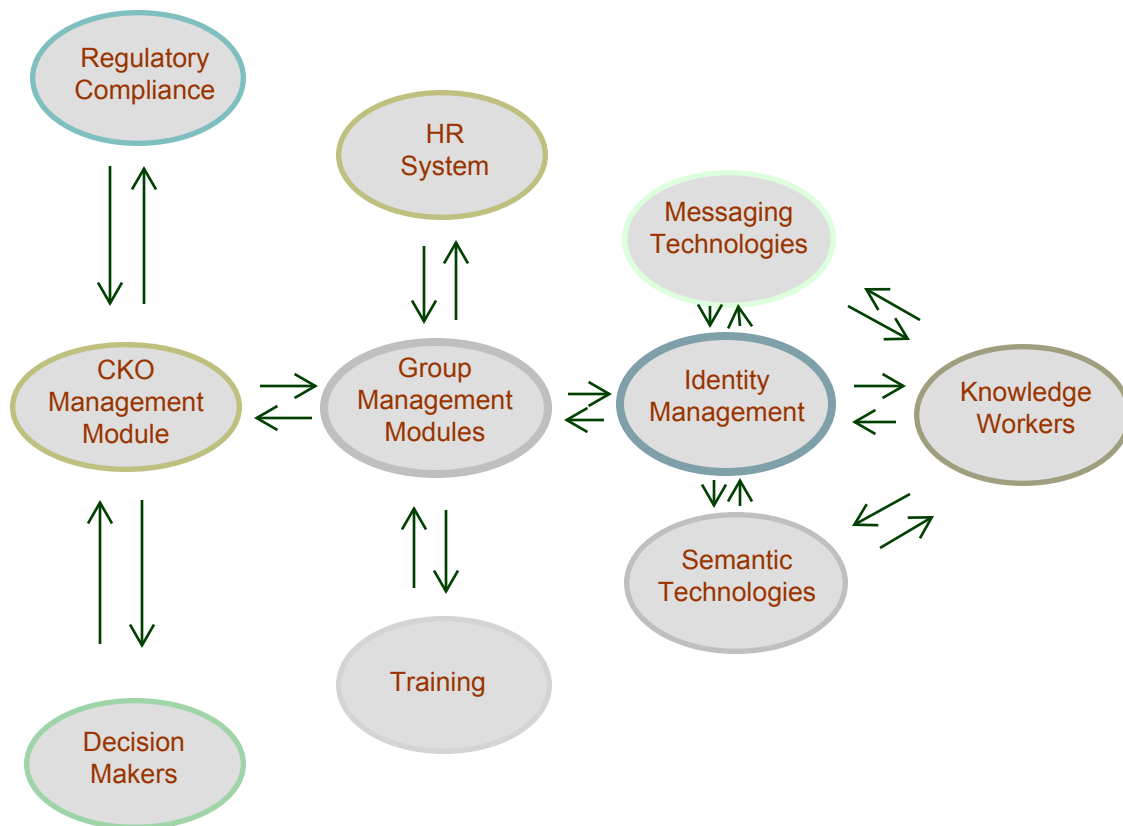 Regulatory
Compliance
HR
System
Messaging
Technologies
CKO
Management
Module
Group
Management
Modules
Identity
Management
Knowledge
Workers
Semantic
Technologies
Training
Decision
Makers